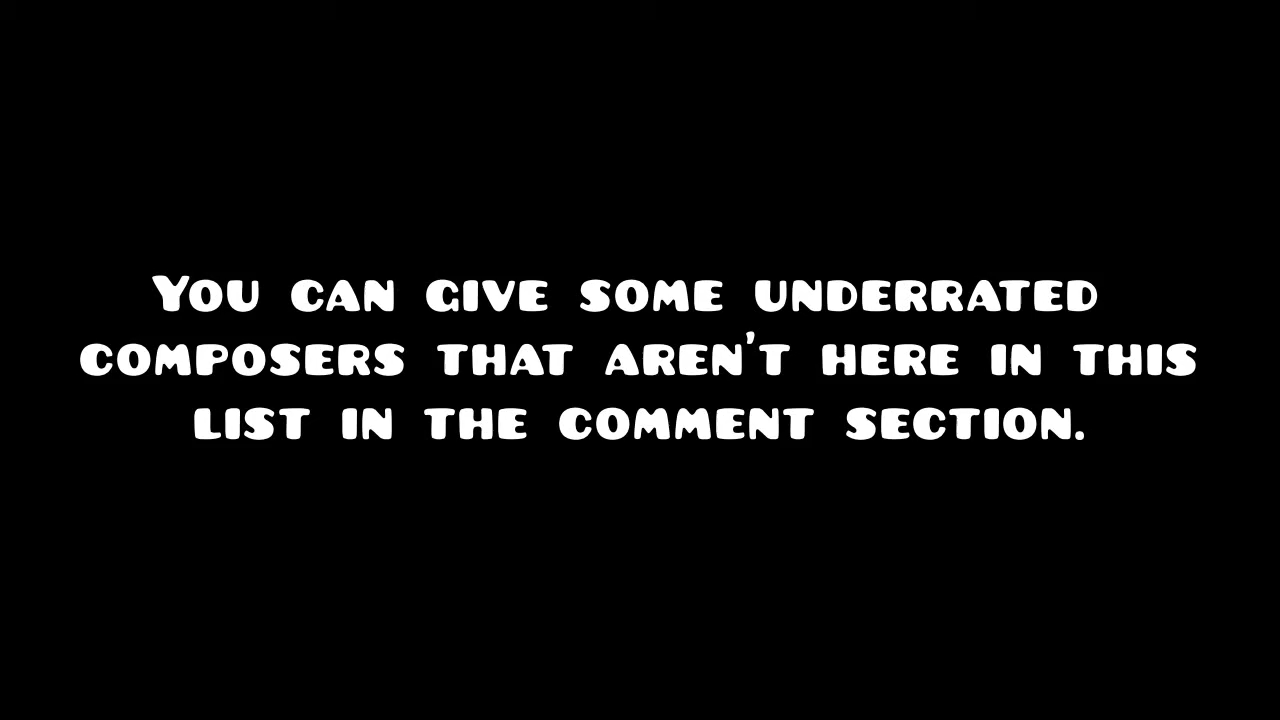 You can give some underrated
composers that aren't here in this
list in the comment section.